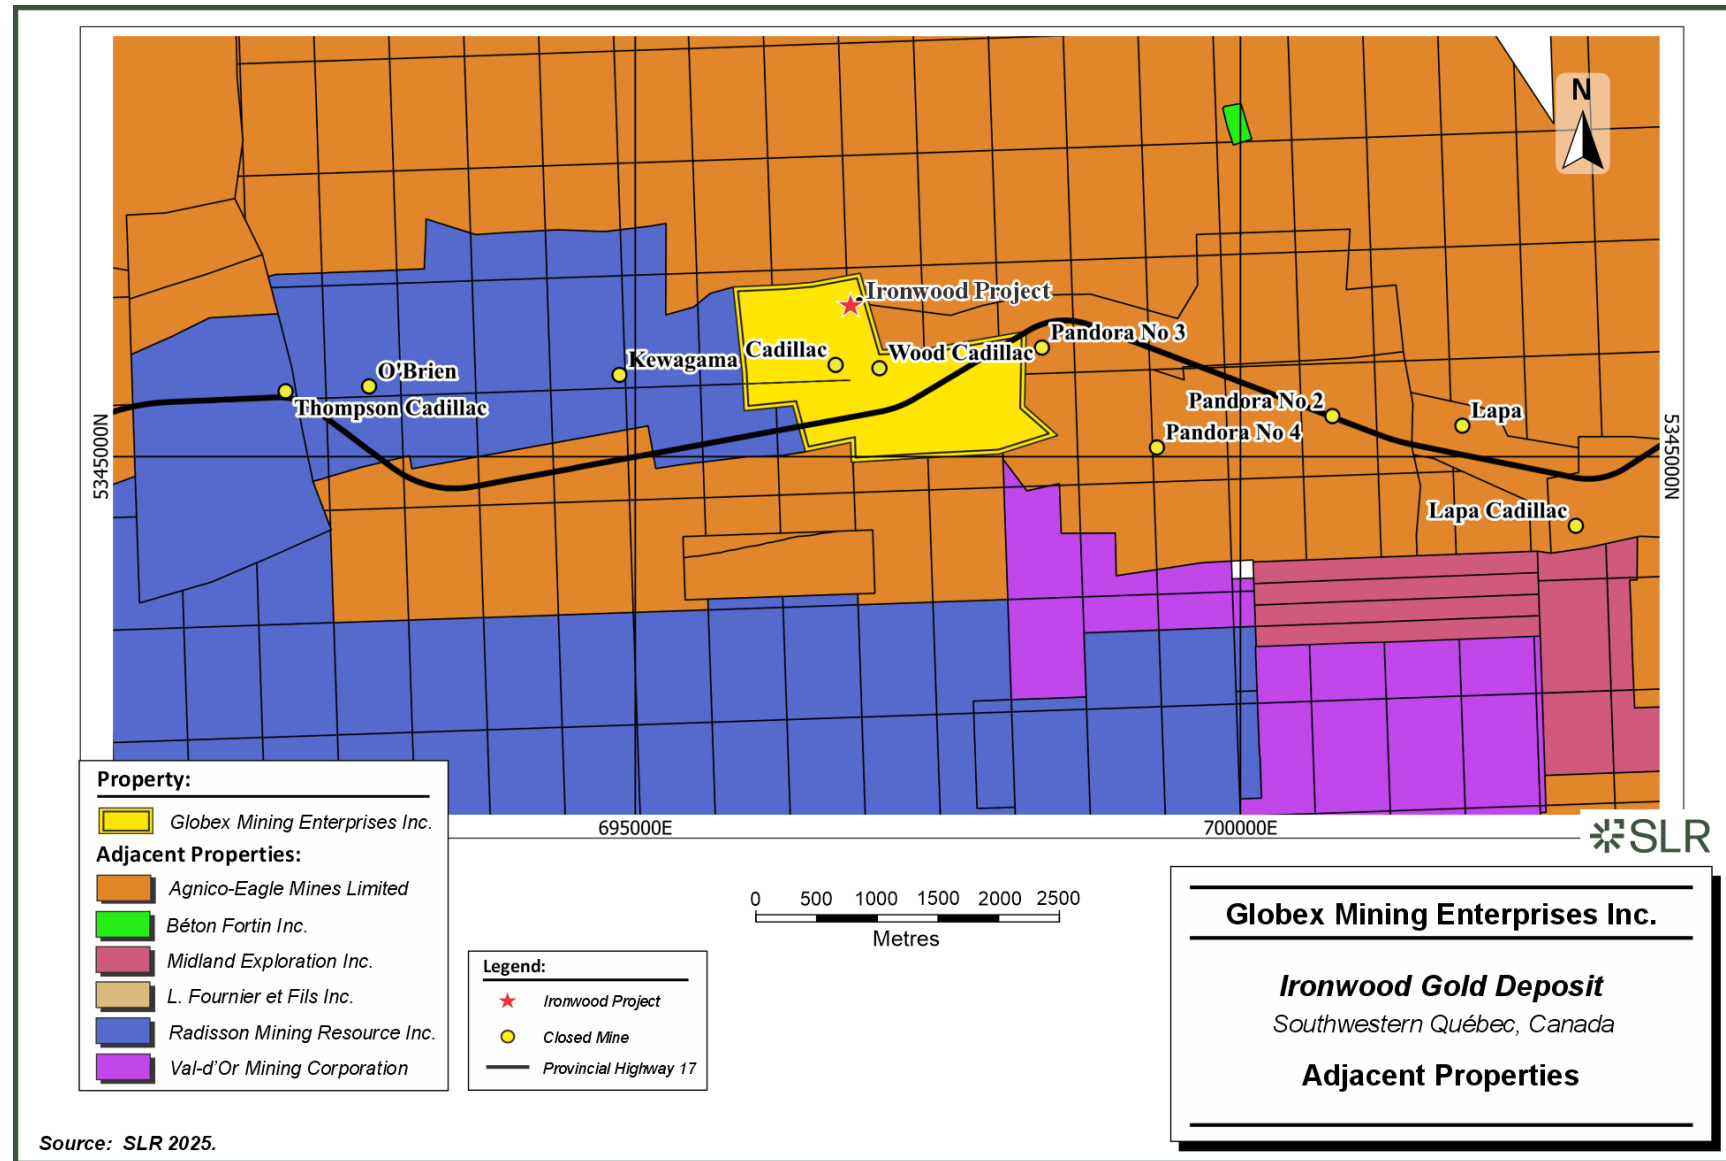 N
Ironwood Project
Pandora No 3
Cadillac
Wood Cadillac
Kewagama
O'Brien
Thompson Cadillac
Pandora No 2
Lapa
Pandora No 4
Lapa Cadillac
5345000N
5345000N
695000E
700000E
Property:
Globex Mining Enterprises Inc.
Adjacent Properties:
Agnico-Eagle Mines Limited
Béton Fortin Inc.
Midland Exploration Inc.
L. Fournier et Fils Inc.
Radisson Mining Resource Inc.
Val-d'Or Mining Corporation
Legend:
Ironwood Project
Closed Mine
Provincial Highway 17
0 500 1000 1500 2000 2500
Metres
SLR
Globex Mining Enterprises Inc.
Ironwood Gold Deposit
Southwestern Québec, Canada
Adjacent Properties
Source: SLR 2025.